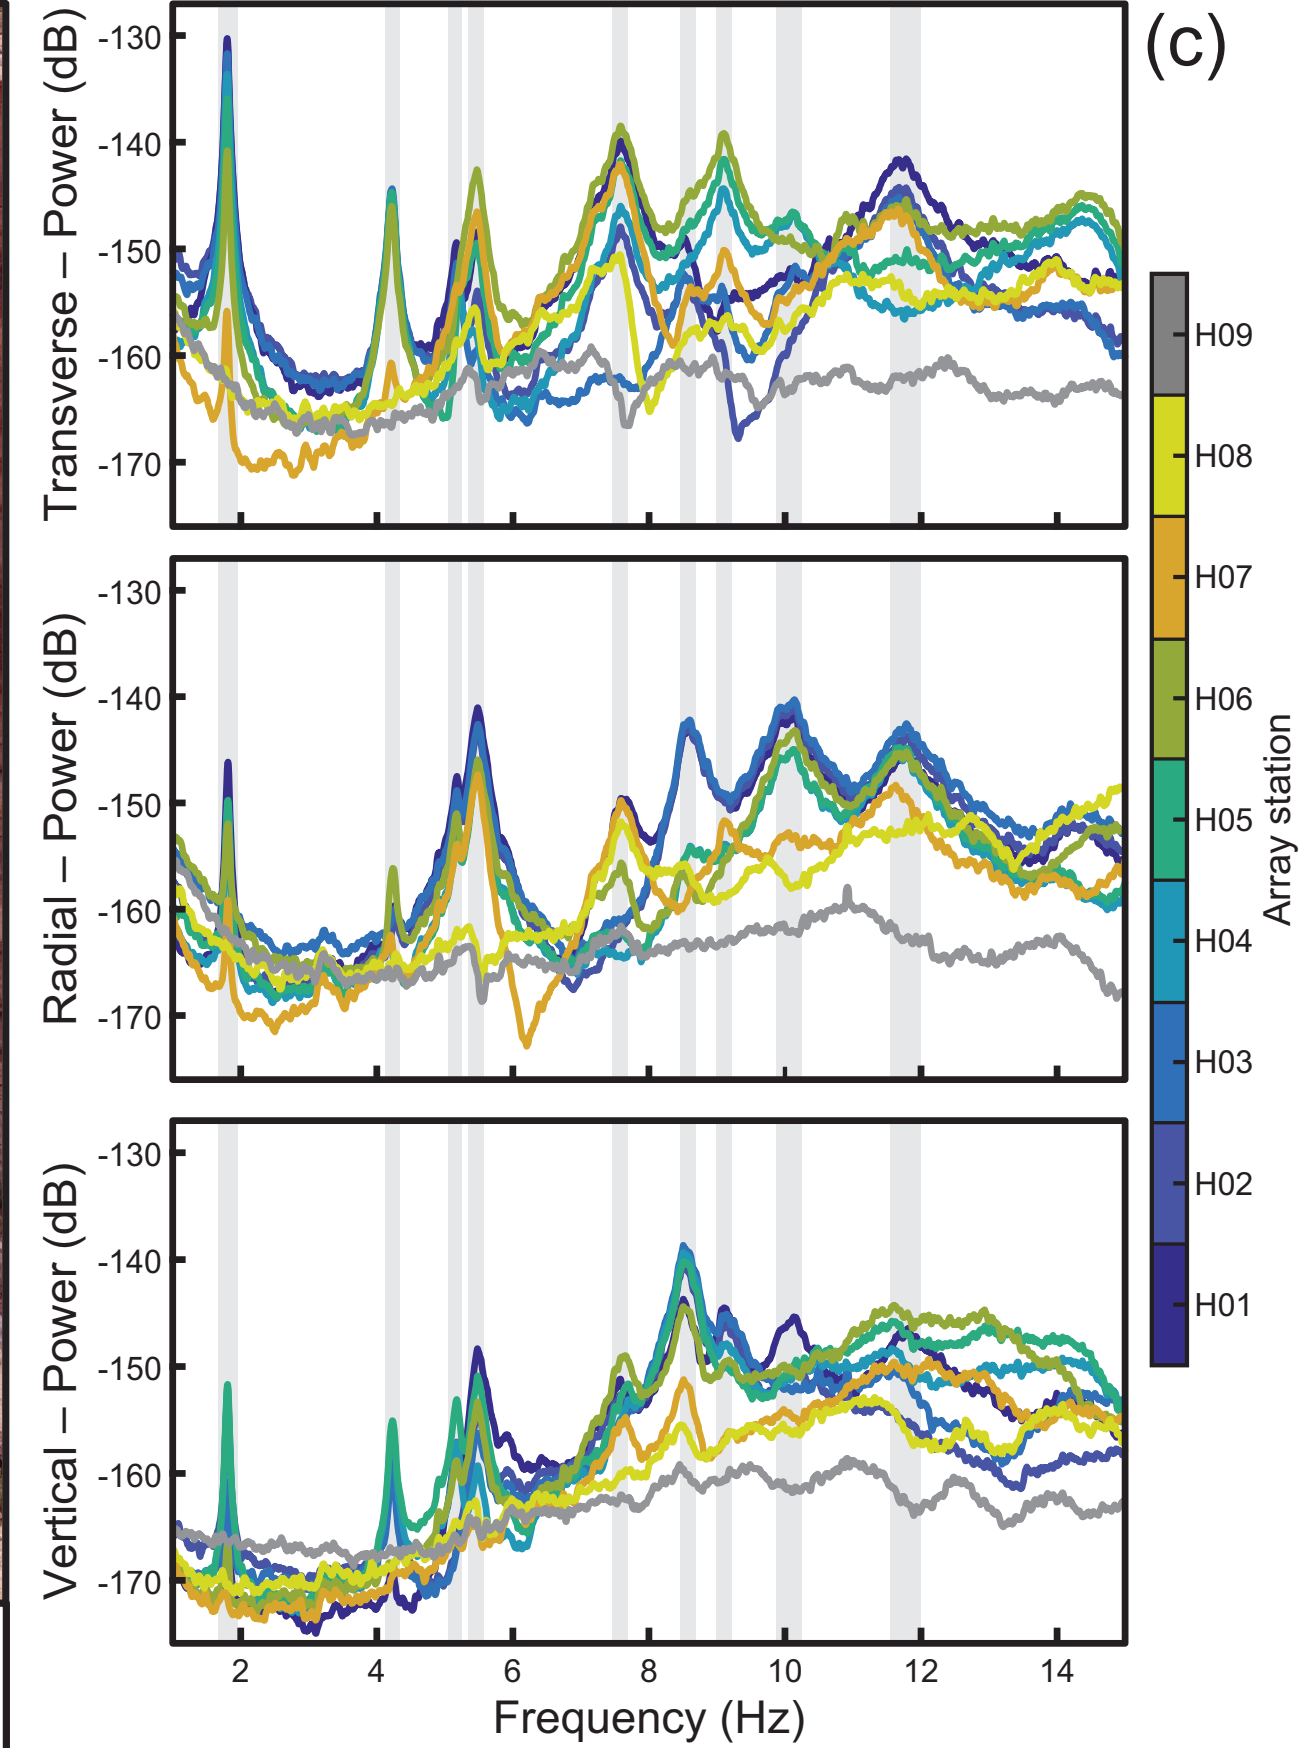 (c)
Transverse – Power (dB)
-130
-140
-150
-160
-170
Radial – Power (dB)
-130
-140
-150
-160
-170
Vertical – Power (dB)
-130
-140
-150
-160
-170
2 4 6 8 10 12 14
Frequency (Hz)
H09
H08
H07
H06
H05
H04
H03
H02
H01
Array station